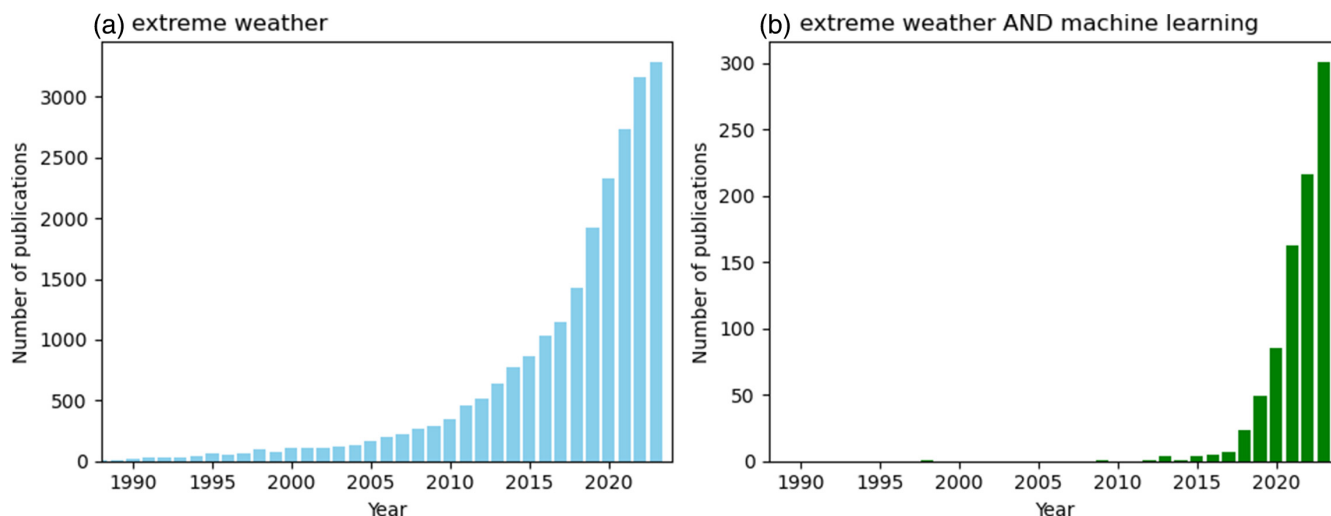 (a) extreme weather
Number of publications
3000
2500
2000
1500
1000
500
0
1990 1995 2000 2005 2010 2015 2020
Year
(b) extreme weather AND machine learning
Number of publications
300
250
200
150
100
50
0
1990 1995 2000 2005 2010 2015 2020
Year